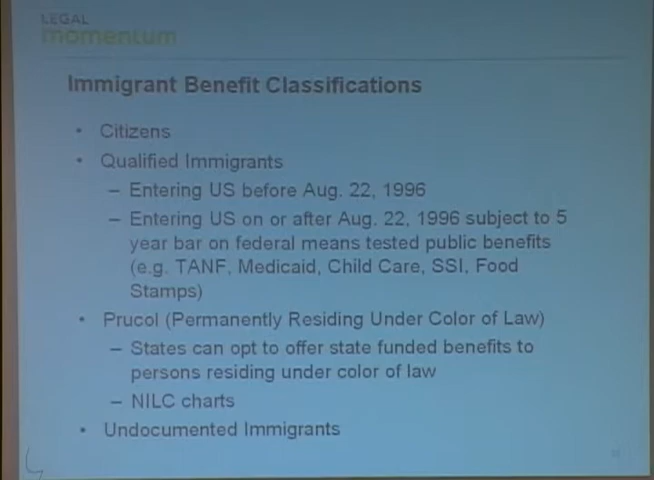 LEGAL
momentum
Immigrant Benefit Classifications
• Citizens
• Qualified Immigrants
– Entering US before Aug. 22, 1996
– Entering US on or after Aug. 22, 1996 subject to 5
year bar on federal means tested public benefits
(e.g. TANF, Medicaid, Child Care, SSI, Food
Stamps)
• Prucol (Permanently Residing Under Color of Law)
– States can opt to offer state funded benefits to
persons residing under color of law
– NILC charts
• Undocumented Immigrants